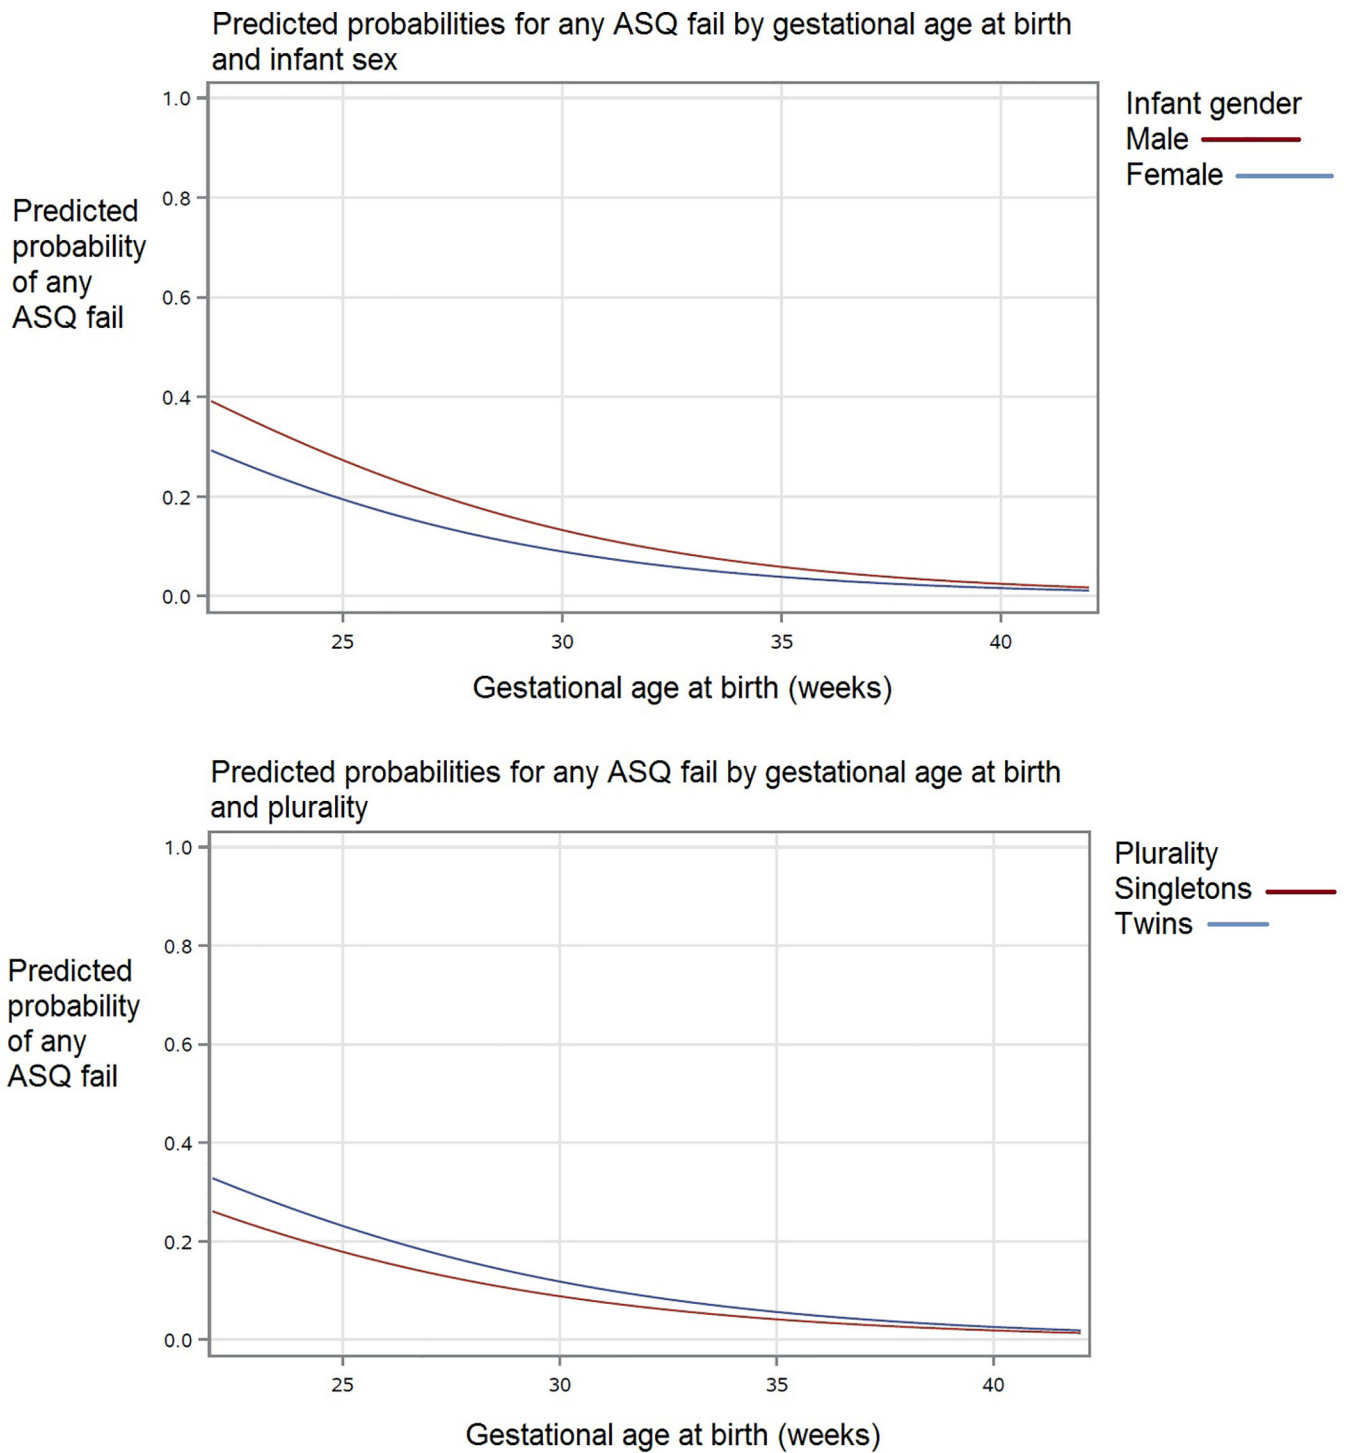 Predicted probabilities for any ASQ fail by gestational age at birth
and infant sex
Infant gender
Male
Female
Predicted
probability
of any
ASQ fail
1.0
0.8
0.6
0.4
0.2
0.0
25 30 35 40
Gestational age at birth (weeks)
Predicted probabilities for any ASQ fail by gestational age at birth
and plurality
Plurality
Singletons
Twins
Predicted
probability
of any
ASQ fail
1.0
0.8
0.6
0.4
0.2
0.0
25 30 35 40
Gestational age at birth (weeks)